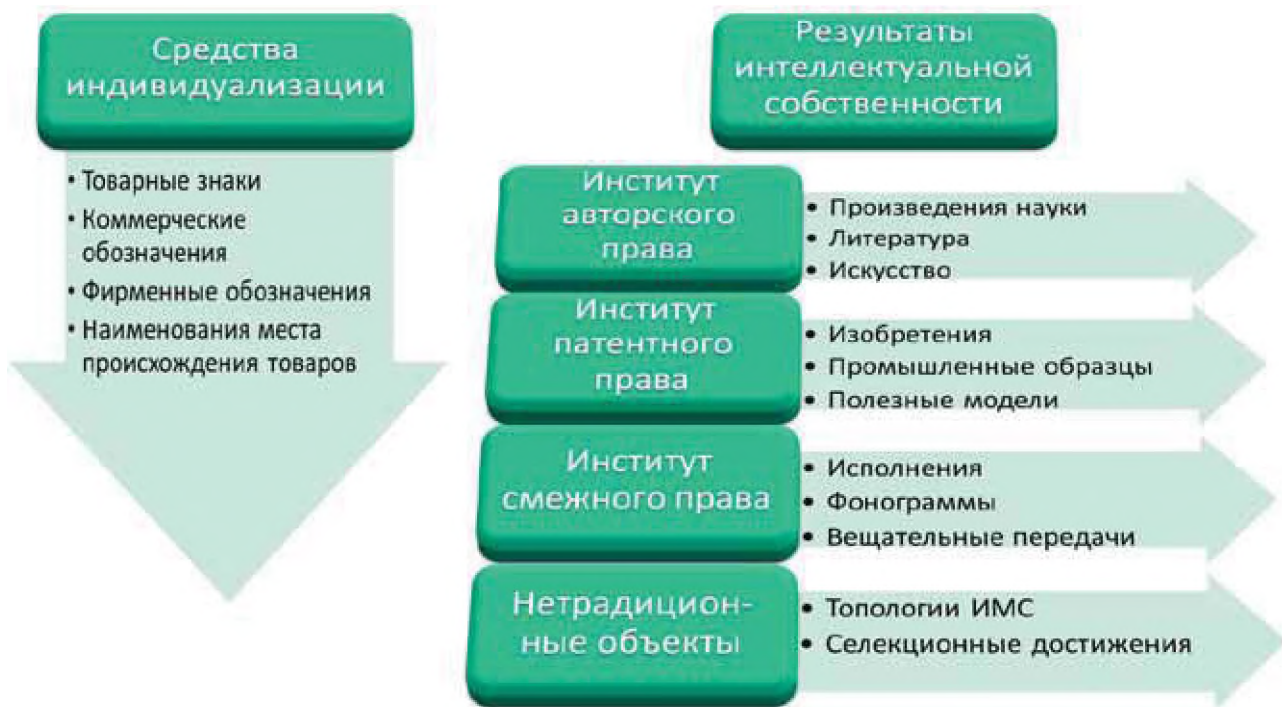 Средства
индивидуализации
• Товарные знаки
• Коммерческие
обозначения
• Фирменные обозначения
• Наименования места
происхождения товаров
Результаты
интеллектуальной
собственности
Институт
авторского
права
• Произведения науки
• Литература
• Искусство
Институт
патентного
права
• Изобретения
• Промышленные образцы
• Полезные модели
Институт
смежного права
• Исполнения
• Фонограммы
• Вещательные передачи
Нетрадицион-
ные объекты
• Топологии ИМС
• Селекционные достижения